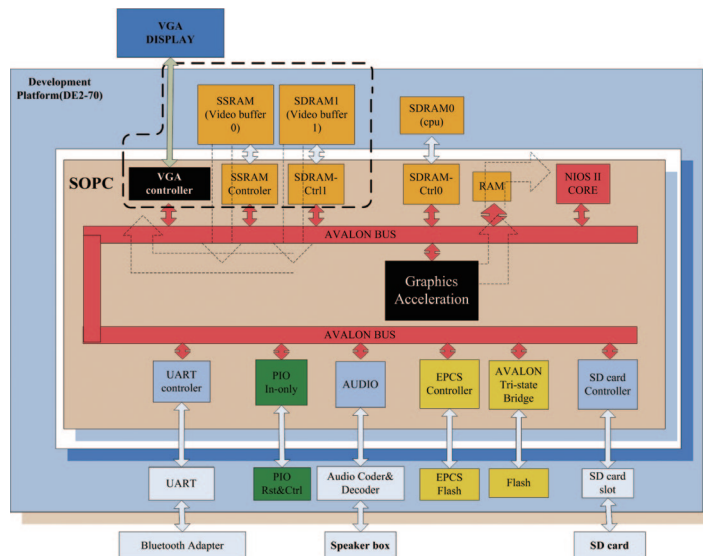 VGA
DISPLAY
Development
Platform(DE2-70)
SSRAM
(Video buffer
0)
SDRAM1
(Video buffer
1)
SDRAM0
(cpu)
SOPC
VGA
controller
SSRAM
Controler
SDRAM-
Ctrl1
SDRAM-
Ctrl0
RAM
NIOS II
CORE
AVALON BUS
Graphics
Acceleration
AVALON BUS
UART
controler
PIO
In-only
AUDIO
EPCS
Controller
AVALON
Tri-state
Bridge
SD card
Controller
UART
PIO
Rst&Ctrl
Audio Coder&
Decoder
EPCS
Flash
Flash
SD card
slot
Bluetooth Adapter
Speaker box
SD card